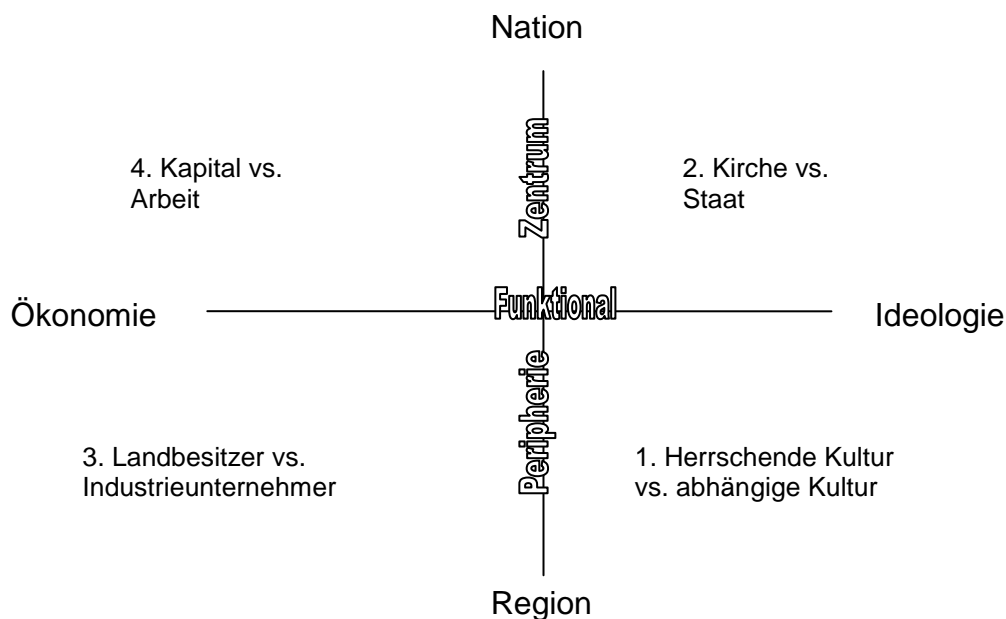 Nation
Zentrum
4. Kapital vs.
Arbeit
2. Kirche vs.
Staat
Ökonomie
Funktional
Ideologie
Peripherie
3. Landbesitzer vs.
Industrieunternehmer
1. Herrschende Kultur
vs. abhängige Kultur
Region